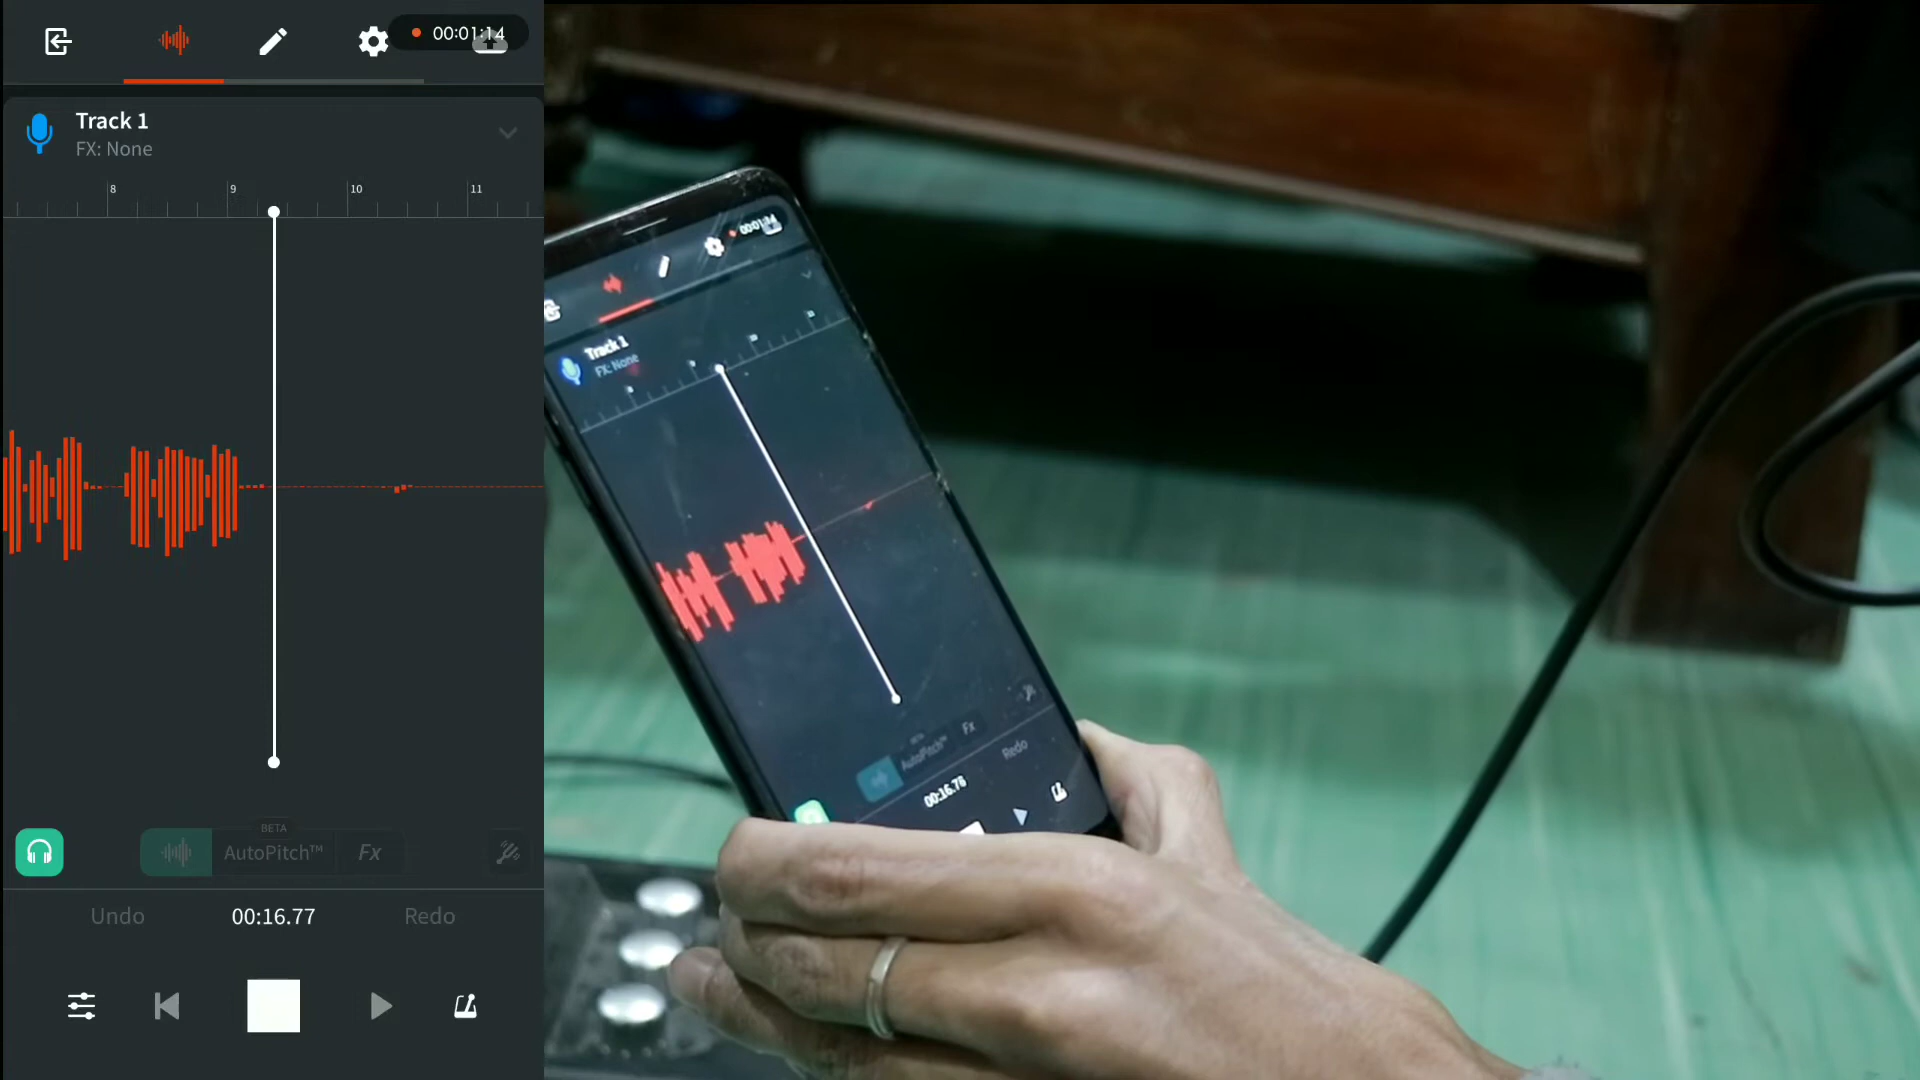 00:01:14
Track 1
FX: None
8 9 10 11
BETA
AutoPitch™ Fx
Undo 00:16.77 Redo
Track 1
FX: None
AutoPitch™ Fx
00:16.76 Redo